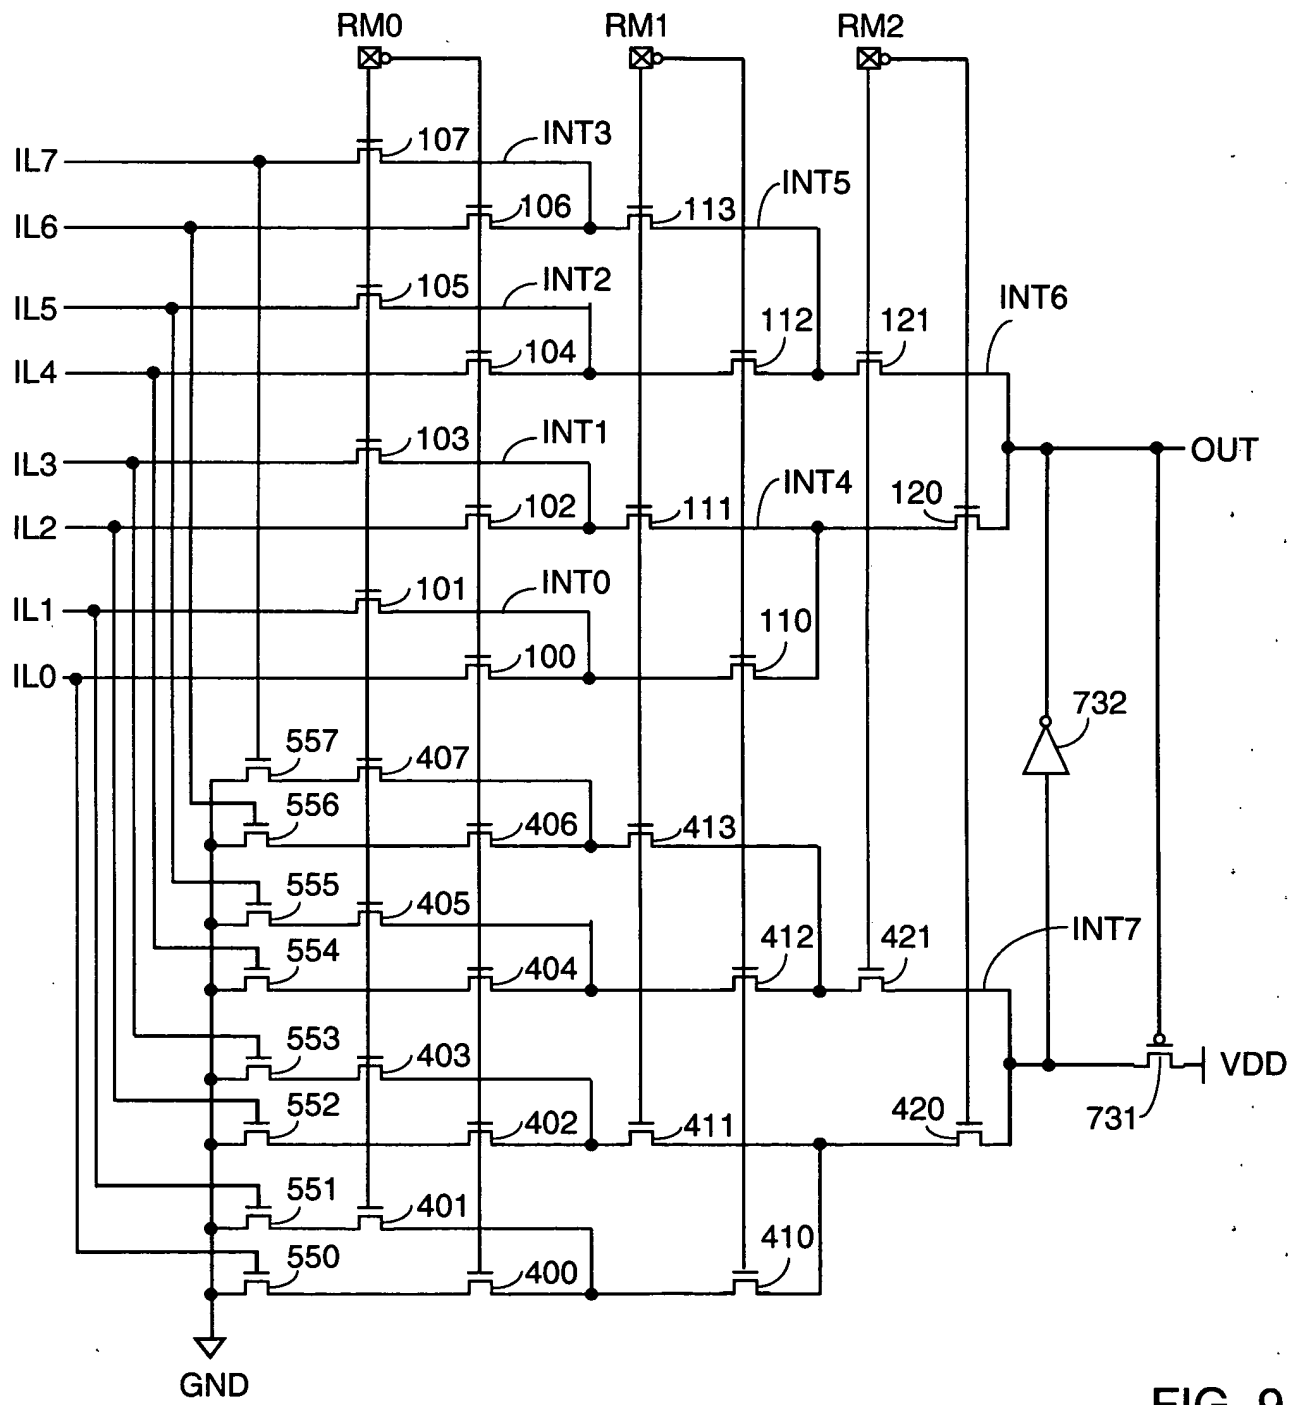 RM0 RM1 RM2
107 INT3
IL7
106 113 INT5
IL6
105 INT2
IL5
INT6
104 112 121
IL4
103 INT1
IL3
OUT
102 111 INT4 120
IL2
101 INT0
IL1
110
100
IL0
732
557 407
556 406 413
555 405
INT7
554 404 412 421
553 403
VDD
552 402 411 420 731
551 401
550 400 410
GND
FIG. 9